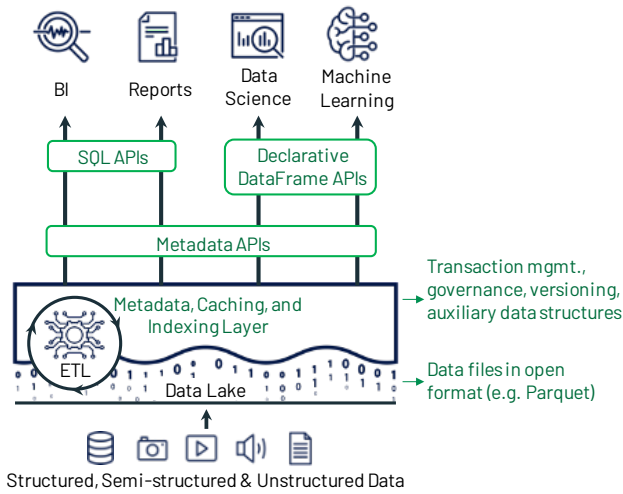 BI
Reports
Data
Science
Machine
Learning
SQL APIs
Declarative
DataFrame APIs
Metadata APIs
Metadata, Caching, and
Indexing Layer
ETL
Data Lake
Transaction mgmt.,
governance, versioning,
auxiliary data structures
Data files in open
format (e.g. Parquet)
Structured, Semi-structured & Unstructured Data